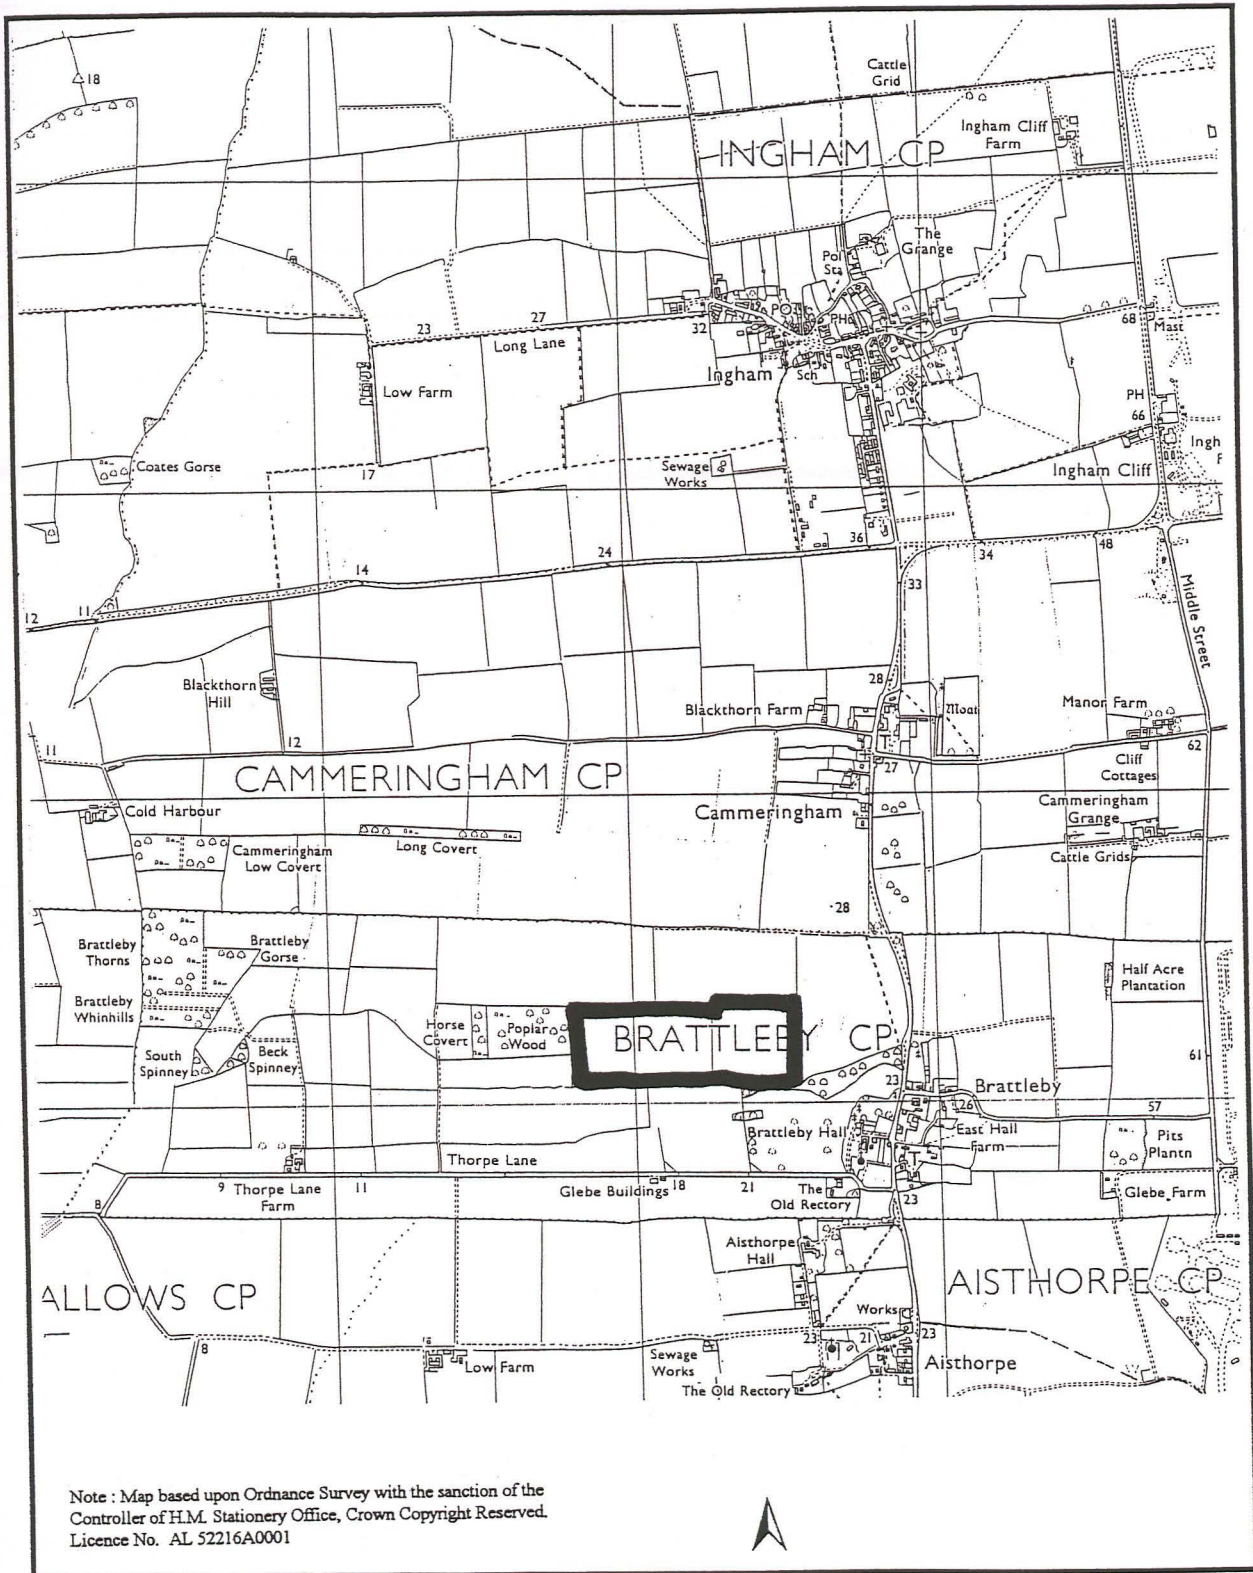 18
Cattle
Grid
Ingham Cliff
Farm
INGHAM CP
The
Grange
Pol
Sta
23
27
Long Lane
32
PO
PH
68
Mast
Ingham
Sch
Low Farm
PH
66
Coates Gorse
17
Sewage
Works
Ingham Cliff
Ingh
F
36
34
48
24
14
33
12
11
Middle Street
28
Blackthorn
Hill
Blackthorn Farm
Moat
Manor Farm
11
12
27
62
Cliff
Cottages
CAMMERINGHAM CP
Cold Harbour
Cammeringham
Cammeringham
Grange
Cammeringham
Low Covert
Long Covert
Cattle Grids
28
Brattleby
Thorns
Brattleby
Gorse
Half Acre
Plantation
Brattleby
Whinhills
Horse
Covert
Poplar
Wood
BRATTLEBY CP
South
Spinney
Beck
Spinney
61
23
Brattleby
26
57
Brattleby Hall
East Hall
Farm
Pits
Plantn
Thorpe Lane
9
Thorpe Lane
Farm
11
Glebe Buildings
18
21
The
Old Rectory
23
Glebe Farm
8
Aisthorpe
Hall
ALLOWS CP
AISTHORPE CP
Works
23
21
23
8
Low Farm
Sewage
Works
Aisthorpe
The Old Rectory
Note : Map based upon Ordnance Survey with the sanction of the
Controller of H.M. Stationery Office, Crown Copyright Reserved.
Licence No. AL 52216A0001